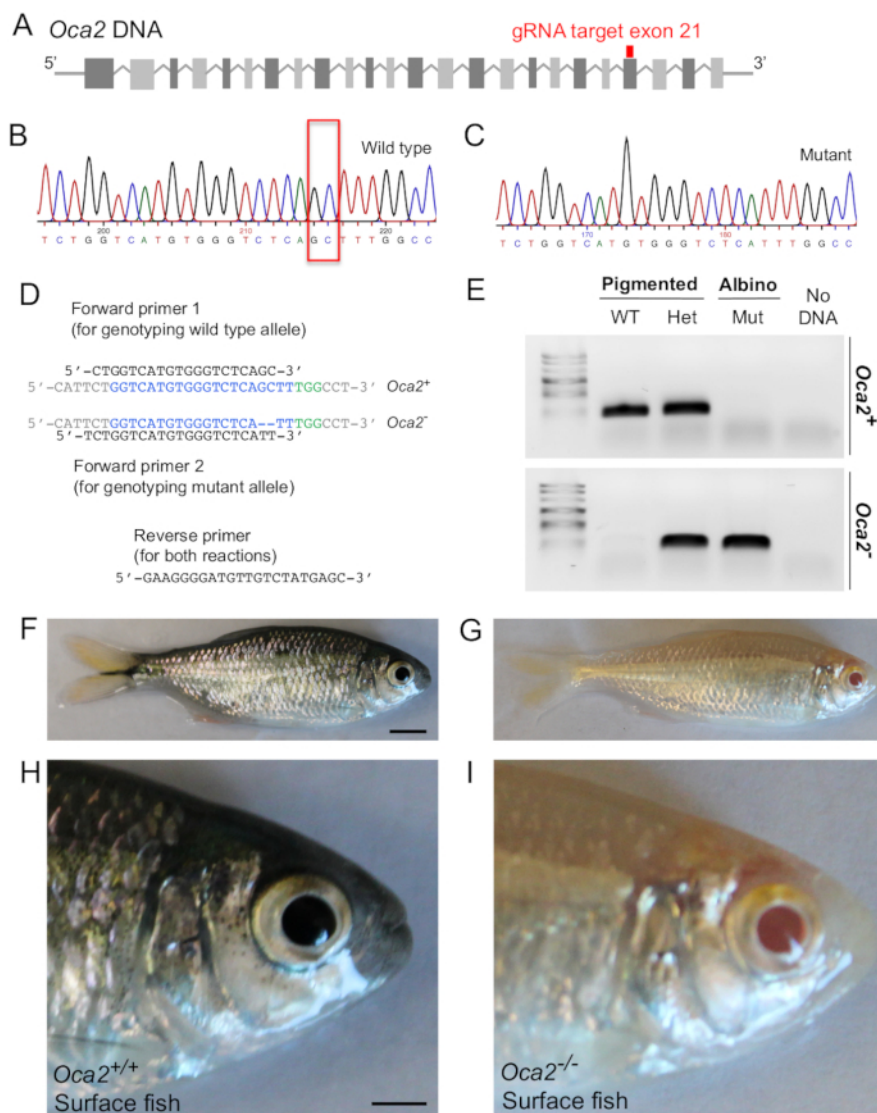 A
Oca2 DNA
gRNA target exon 21
5'
3'
B
Wild type
200
210
220
TCTGGTCATGTGGGTCTCAGCTTTGGCC
C
Mutant
170
180
TCTGGTCATGTGGGTCTCATTTGGCC
D
Forward primer 1
(for genotyping wild type allele)
5'-CTGGTCATGTGGGTCTCAGC-3'
5'-CATTCTGGTCATGTGGGTCTCAGCTTTGGCCT-3' Oca2+
5'-CATTCTGGTCATGTGGGTCTCA--TTTGGCCT-3' Oca2-
5'-TCTGGTCATGTGGGTCTCATT-3'
Forward primer 2
(for genotyping mutant allele)
Reverse primer
(for both reactions)
5'-GAAGGGGATGTTGTCTATGAGC-3'
E
Pigmented Albino No
WT Het Mut DNA
Oca2+
Oca2-
F
G
H
Oca2+/+
Surface fish
I
Oca2-/-
Surface fish